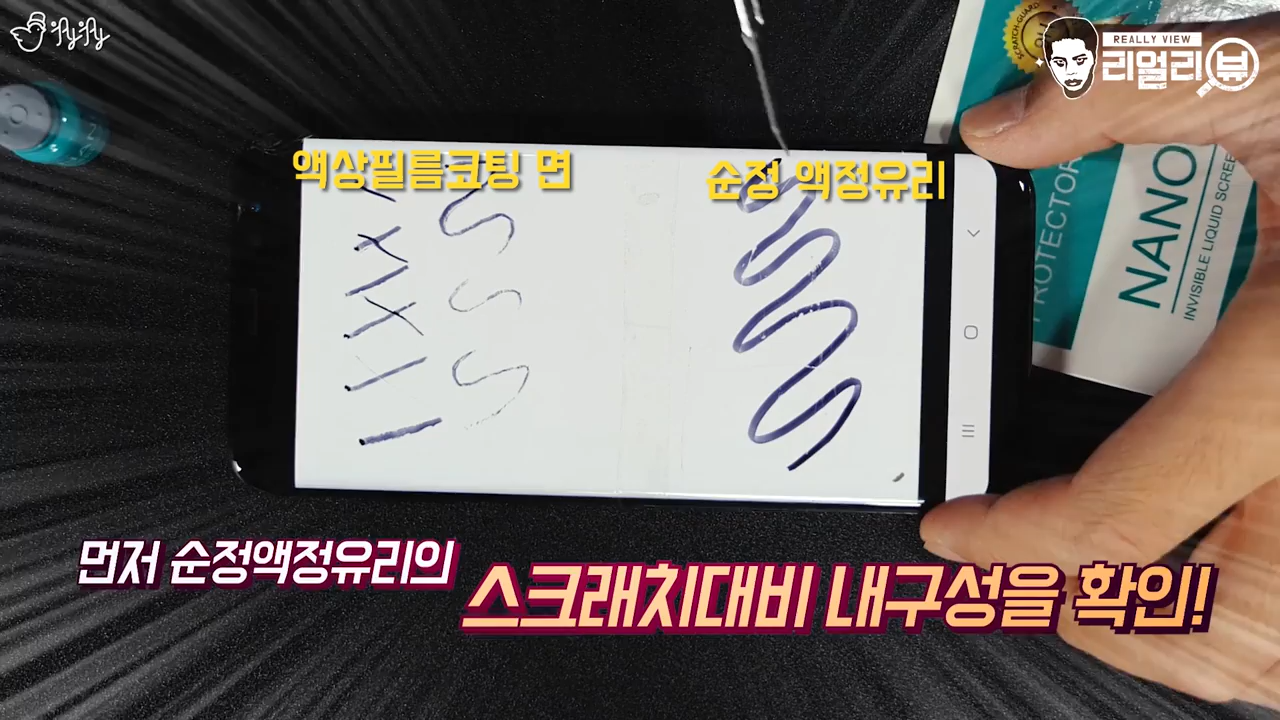 REALLY VIEW
리얼리뷰
SCRATCH-GUARD
액상필름코팅 면
순정 액정유리
PROTECTOR
NANO
INVISIBLE LIQUID SCREE
먼저 순정액정유리의
스크래치대비 내구성을 확인!